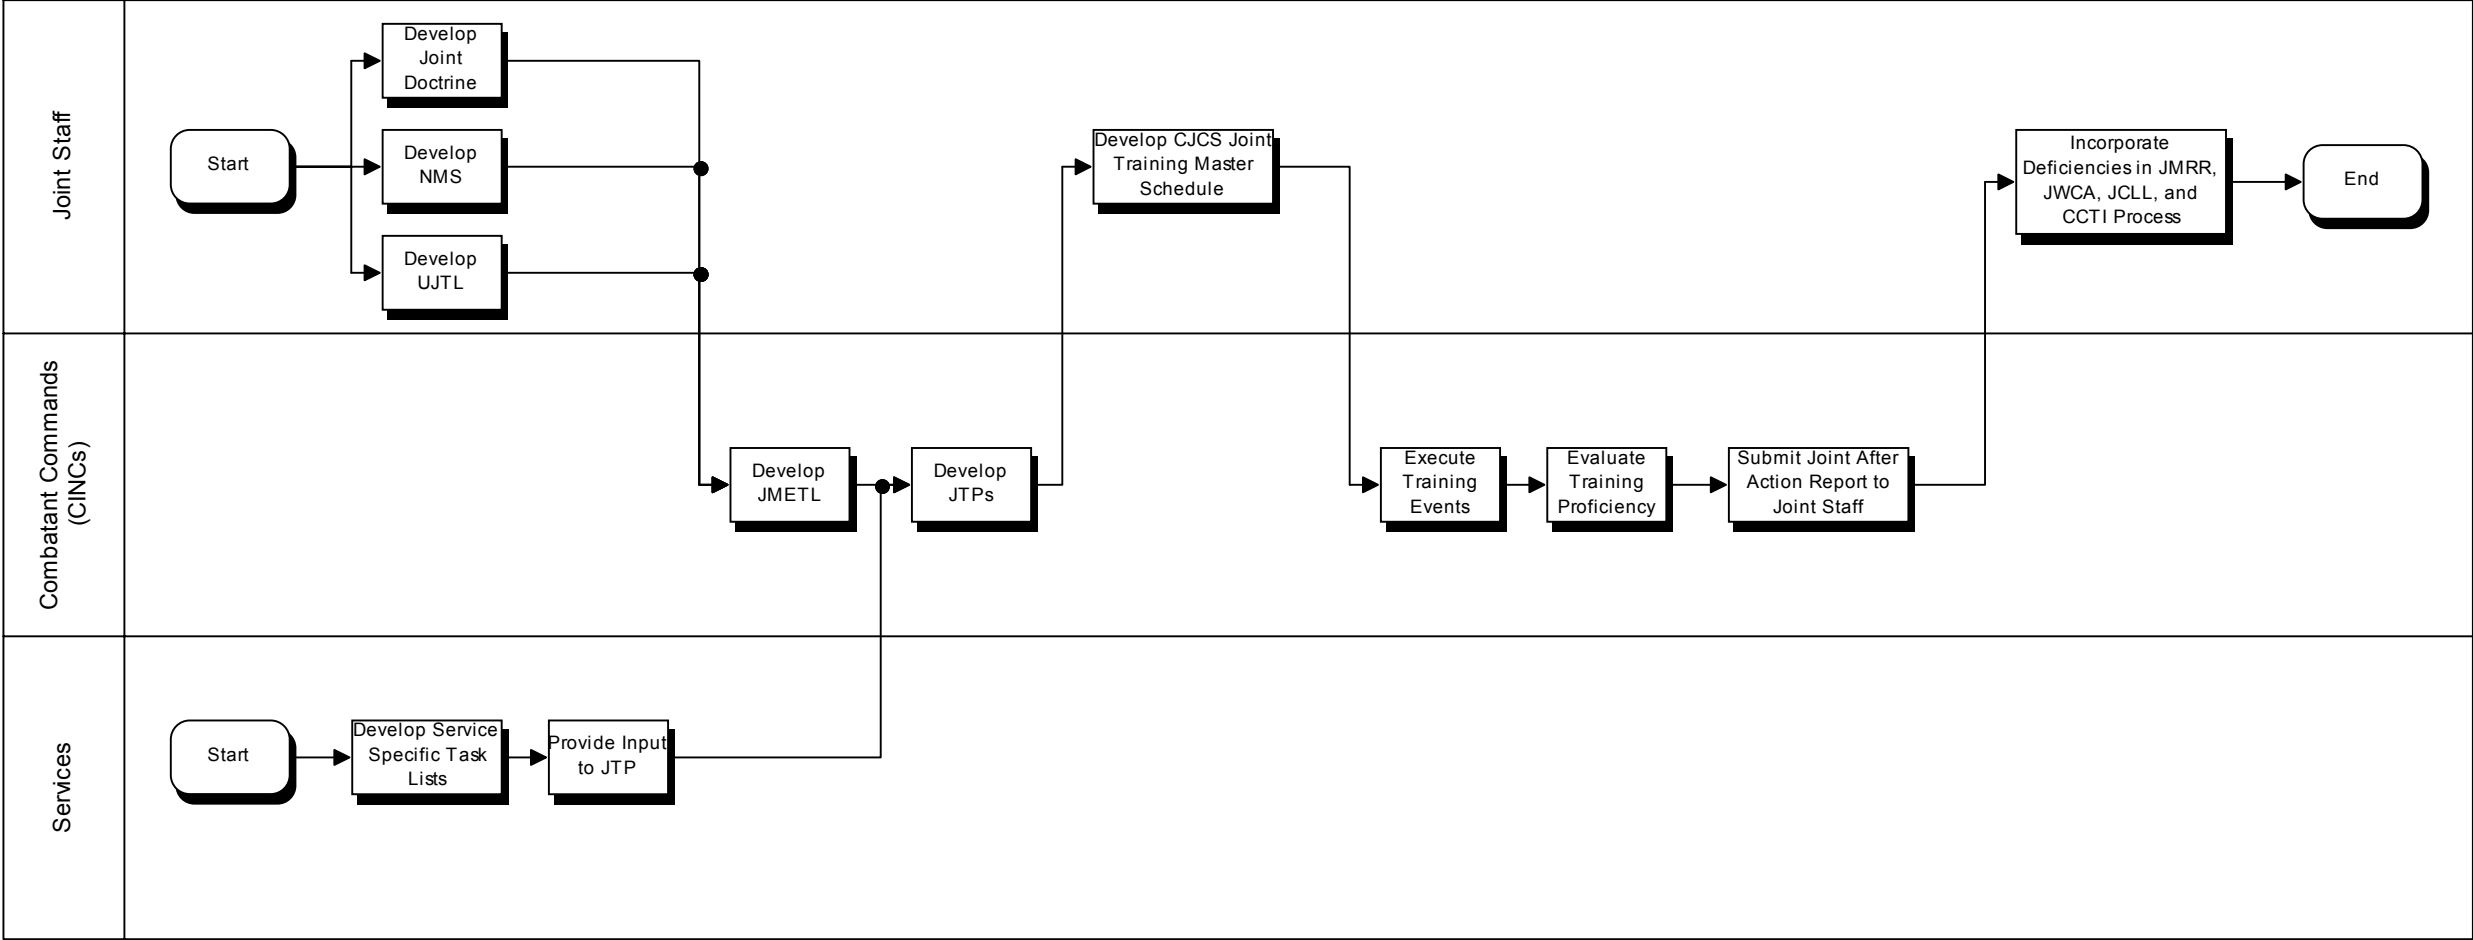 Joint Staff
Start
Develop
Joint
Doctrine
Develop
NMS
Develop
UJTL
Develop CJCS Joint
Training Master
Schedule
Incorporate
Deficiencies in JMRR,
JWCA, JCLL, and
CCTI Process
End
Combatant Commands
(CINCs)
Develop
JMETL
Develop
JTPs
Execute
Training
Events
Evaluate
Training
Proficiency
Submit Joint After
Action Report to
Joint Staff
Services
Start
Develop Service
Specific Task
Lists
Provide Input
to JTP